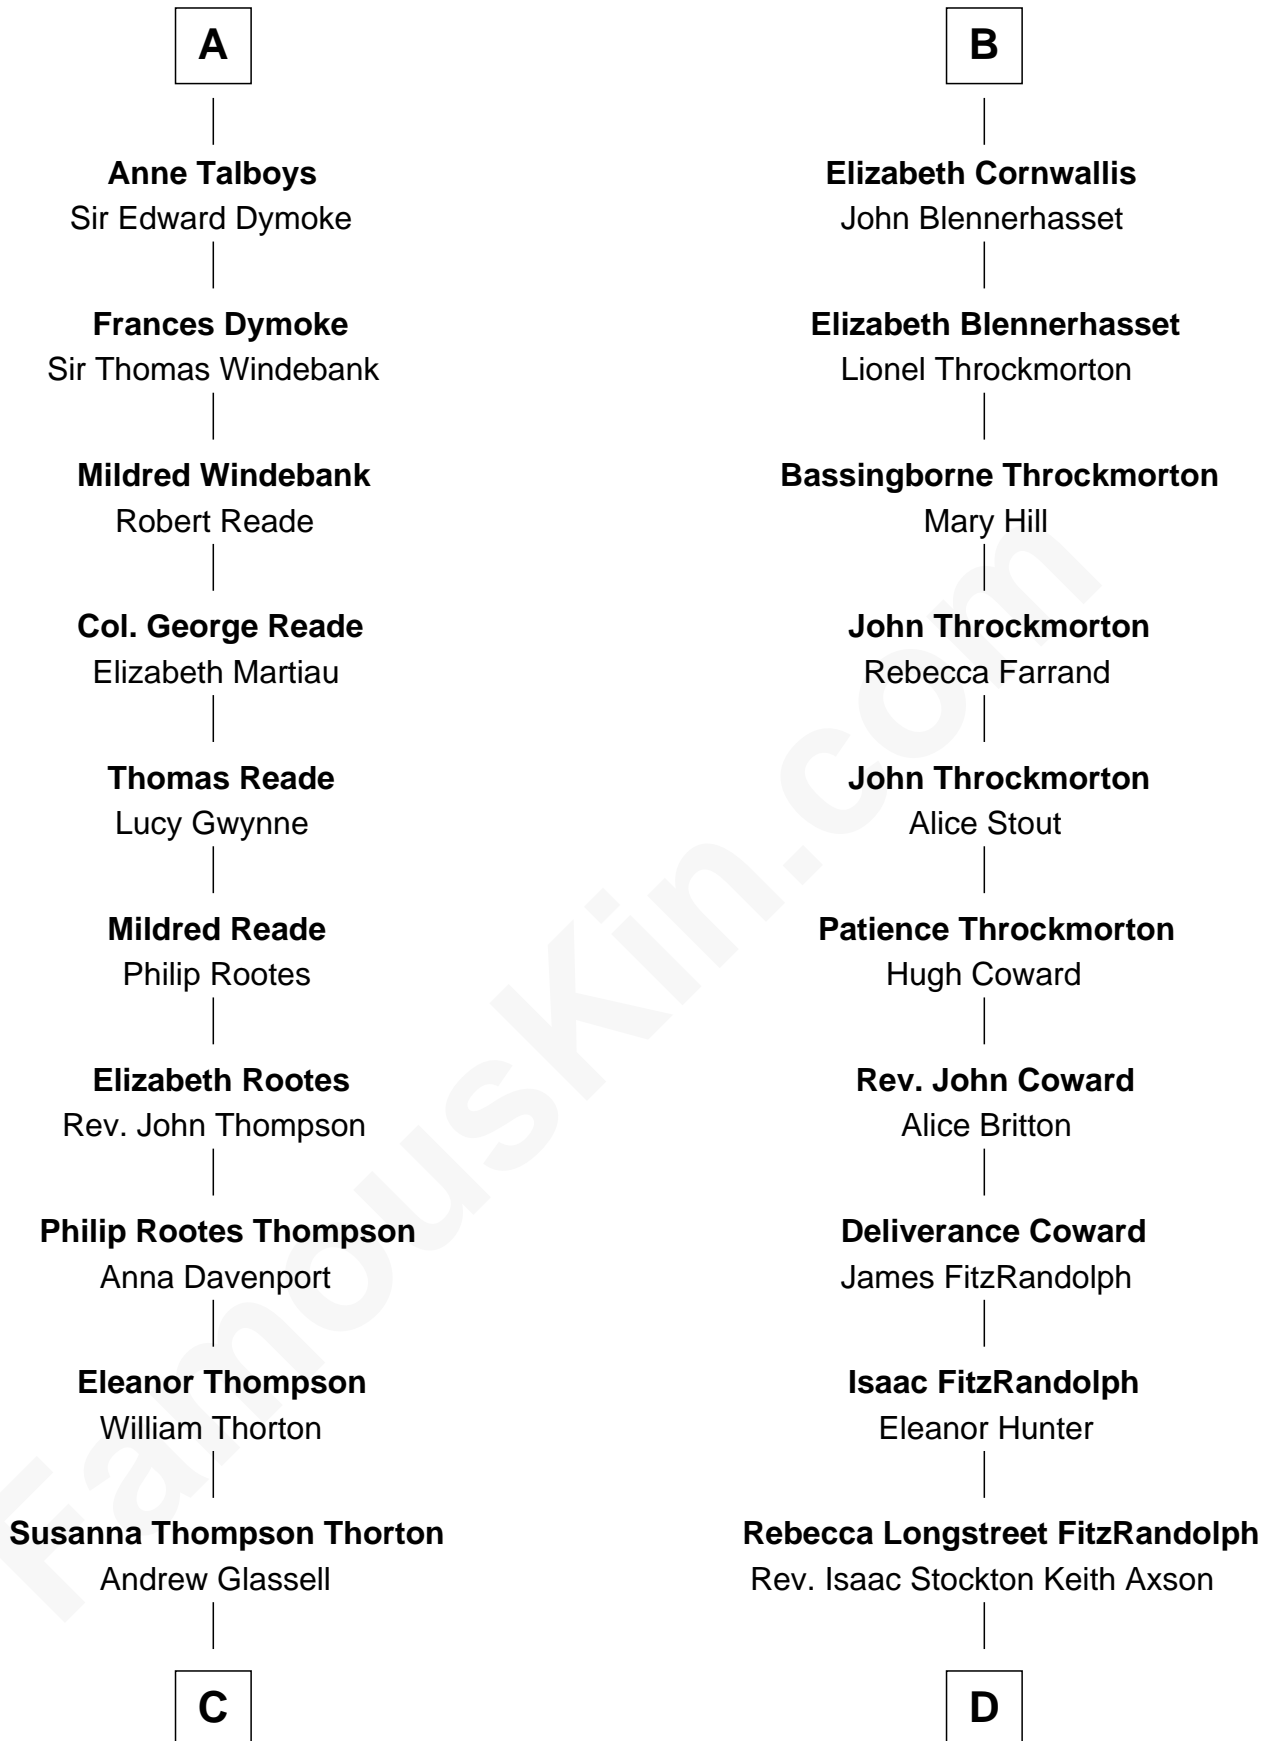 A
Anne Talboys
Sir Edward Dymoke
Frances Dymoke
Sir Thomas Windebank
Mildred Windebank
Robert Reade
Col. George Reade
Elizabeth Martiau
Thomas Reade
Lucy Gwynne
Mildred Reade
Philip Rootes
Elizabeth Rootes
Rev. John Thompson
Philip Rootes Thompson
Anna Davenport
Eleanor Thompson
William Thorton
Susanna Thompson Thorton
Andrew Glassell
C
B
Elizabeth Cornwallis
John Blennerhasset
Elizabeth Blennerhasset
Lionel Throckmorton
Bassingborne Throckmorton
Mary Hill
John Throckmorton
Rebecca Farrand
John Throckmorton
Alice Stout
Patience Throckmorton
Hugh Coward
Rev. John Coward
Alice Britton
Deliverance Coward
James FitzRandolph
Isaac FitzRandolph
Eleanor Hunter
Rebecca Longstreet FitzRandolph
Rev. Isaac Stockton Keith Axson
D
FamousKin.com